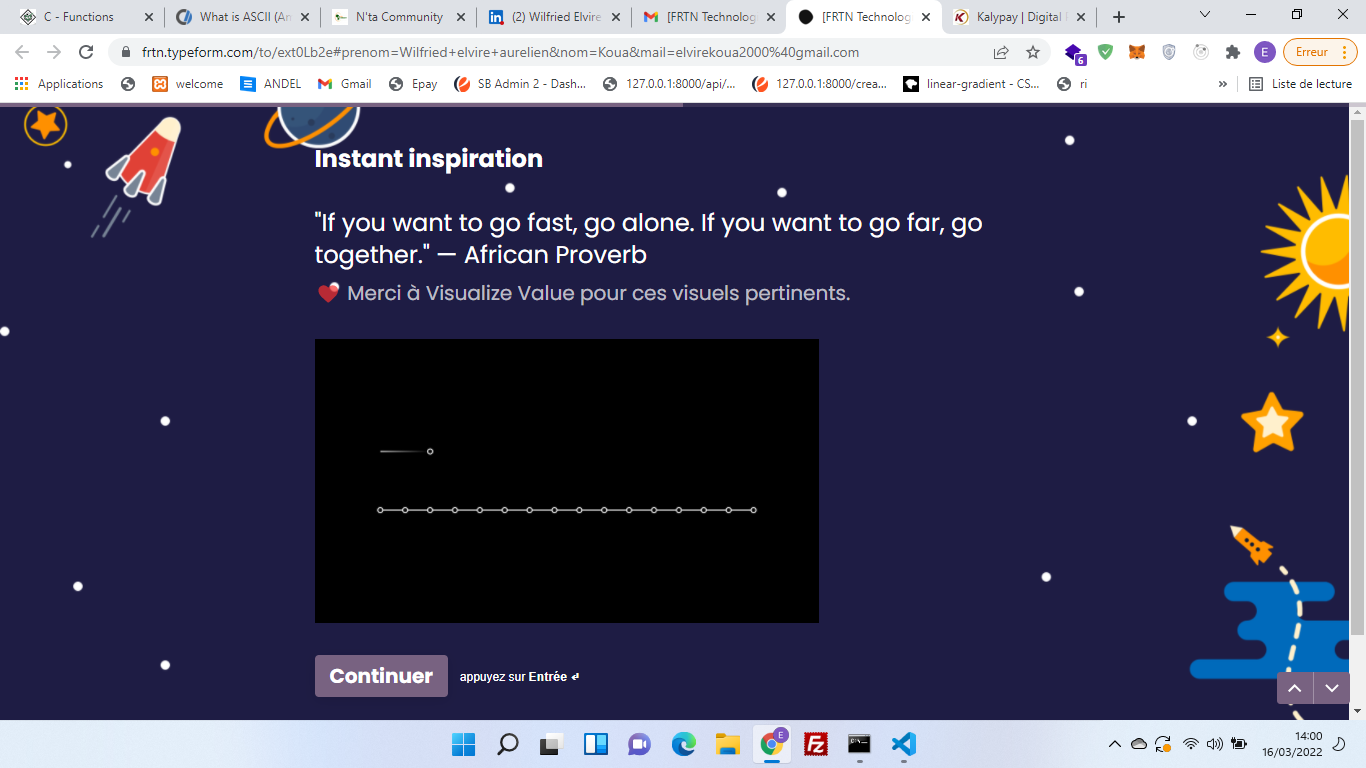 C - Functions
What is ASCII (An
N'ta Community
(2) Wilfried Elvire
[FRTN Technolog
[FRTN Technolog
Kalypay | Digital
frtn.typeform.com/to/ext0Lb2e#prenom=Wilfried+elvire+aurelien&nom=Koua&mail=elvirekoua2000%40gmail.com
6
E
Erreur
Applications
welcome
ANDEL
Gmail
Epay
SB Admin 2 - Dash...
127.0.0.1:8000/api/...
127.0.0.1:8000/crea...
linear-gradient - CS...
ri
»
Liste de lecture
Instant inspiration
"If you want to go fast, go alone. If you want to go far, go
together." — African Proverb
Merci à Visualize Value pour ces visuels pertinents.
Continuer
appuyez sur Entrée ↵
E
14:00
16/03/2022